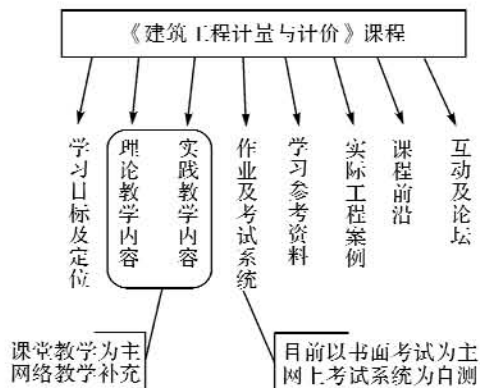 《建筑工程计量与计价》课程
学习目标及定位
理论教学内容
实践教学内容
作业及考试系统
学习参考资料
实际工程案例
课程前沿
互动及论坛
课堂教学为主
网络教学补充
目前以书面考试为主
网上考试系统为自测